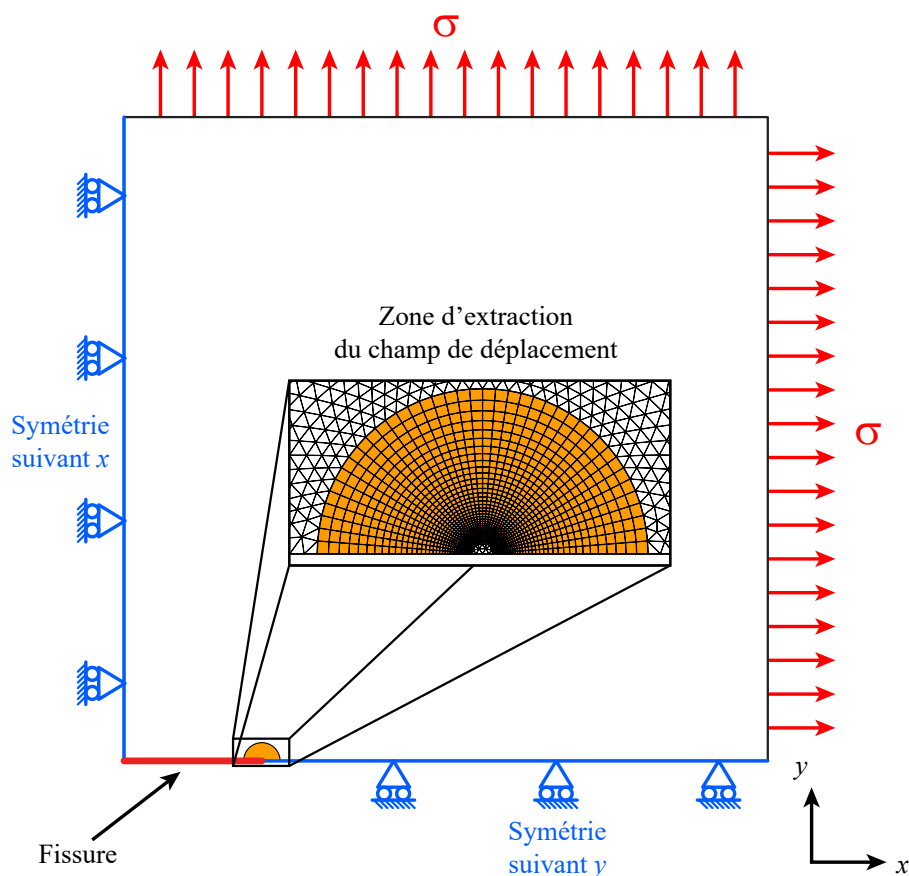 σ
Zone d’extraction
du champ de déplacement
Symétrie
suivant x
σ
y
Fissure
Symétrie
suivant y
x